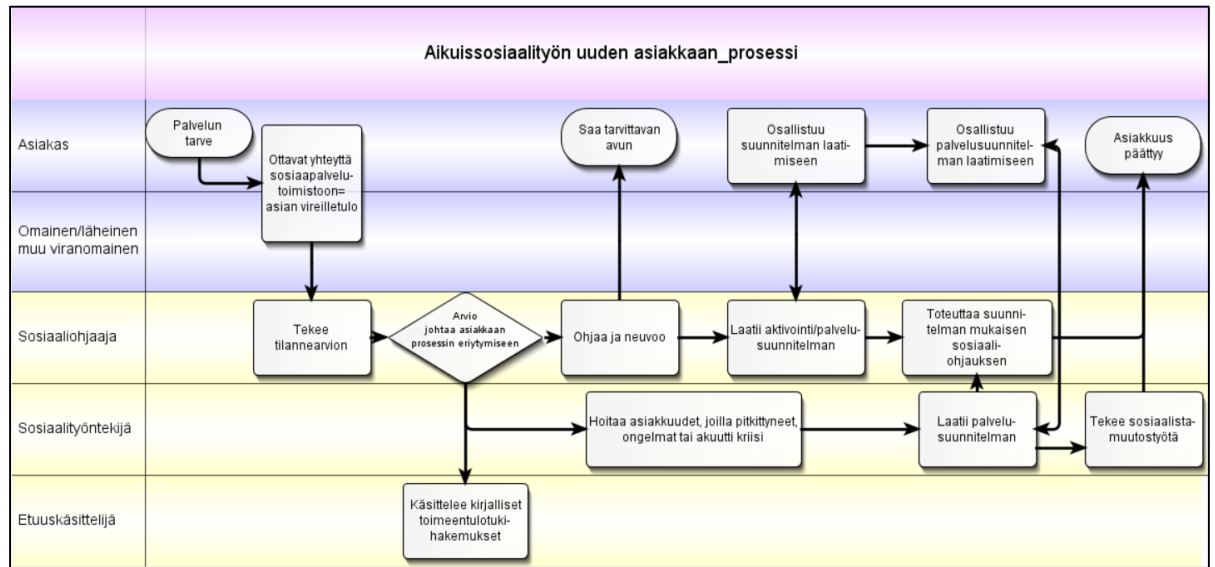 Aikuissosiaalityön uuden asiakkaan_prosessi
Asiakas
Palvelun
tarve
Ottavat yhteyttä
sosiaapalvelu-
toimistoon=
asian vireilletulo
Saa tarvittavan
avun
Osallistuu
suunnitelman laati-
miseen
Osallistuu
palvelusuunnitel-
man laatimiseen
Asiakkuus
päättyy
Omainen/läheinen
muu viranomainen
Sosiaaliohjaaja
Tekee
tilannearvion
Arvio
johtaa asiakkaan
prosessin eriytymiseen
Ohjaa ja neuvoo
Laatii aktivointi/palvelu-
suunnitelman
Toteuttaa suunni-
telman mukaisen
sosiaali-
ohjauksen
Sosiaalityöntekijä
Hoitaa asiakkuudet, joilla pitkittyneet,
ongelmat tai akuutti kriisi
Laatii palvelu-
suunnitelman
Tekee sosiaalista-
muutostyötä
Etuuskäsittelijä
Käsittelee kirjalliset
toimeentulotuki-
hakemukset